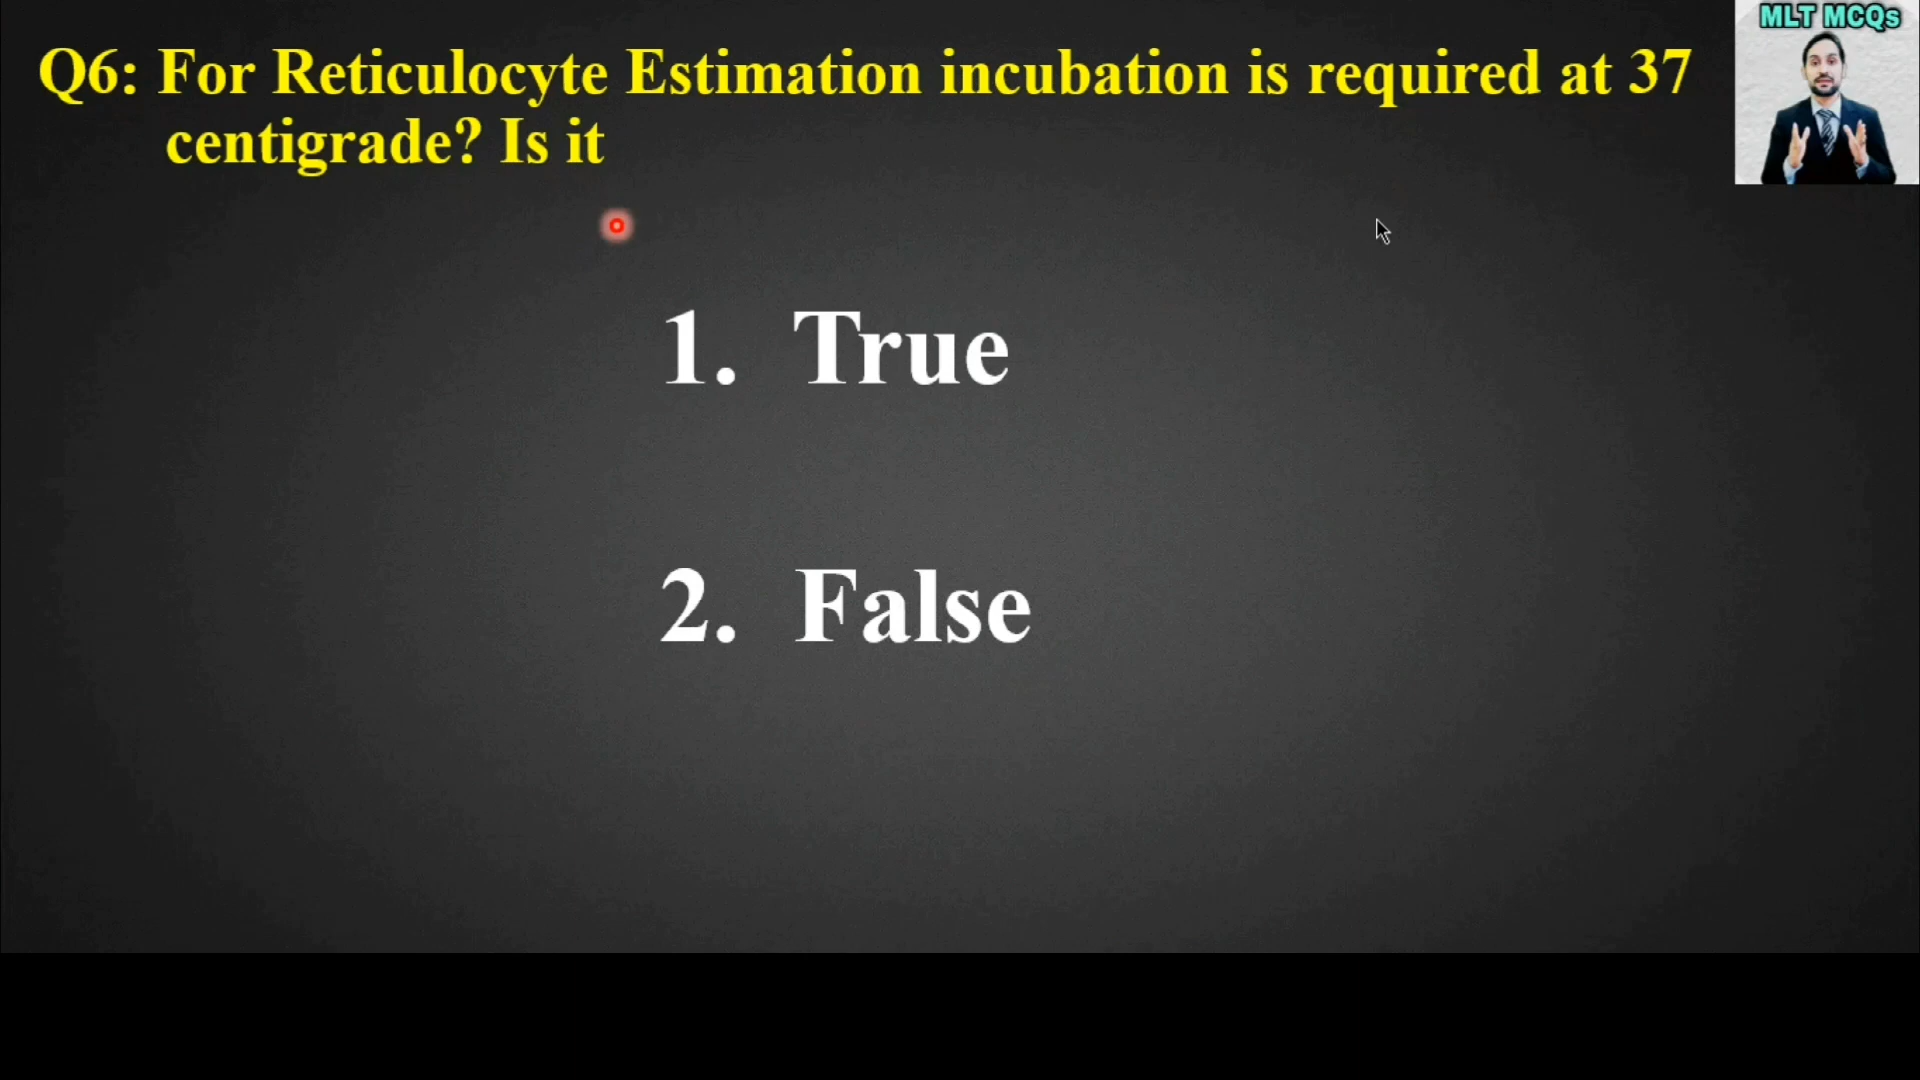 MLT MCQs
Q6: For Reticulocyte Estimation incubation is required at 37
centigrade? Is it
1. True
2. False